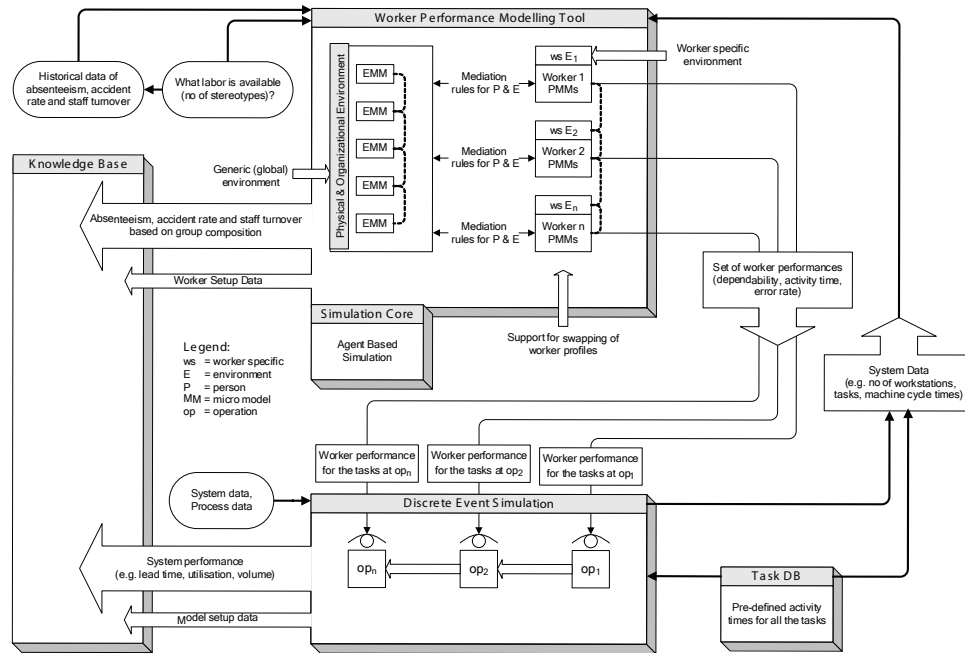 Worker Performance Modelling Tool
Historical data of
absenteeism, accident
rate and staff turnover
What labor is available
(no of stereotypes)?
Physical & Organizational Environment
EMM
EMM
EMM
EMM
EMM
Mediation
rules for P & E
Mediation
rules for P & E
Mediation
rules for P & E
ws E1
Worker 1
PMMs
ws E2
Worker 2
PMMs
ws En
Worker n
PMMs
Worker specific
environment
Knowledge Base
Generic (global)
environment
Absenteeism, accident rate and staff turnover
based on group composition
Worker Setup Data
Simulation Core
Agent Based
Simulation
Support for swapping of
worker profiles
Set of worker performances
(dependability, activity time,
error rate)
Legend:
ws = worker specific
E = environment
P = person
MM = micro model
op = operation
System Data
(e.g. no of workstations,
tasks, machine cycle times)
Worker performance
for the tasks at opn
Worker performance
for the tasks at op2
Worker performance
for the tasks at op1
System data,
Process data
Discrete Event Simulation
opn
op2
op1
System performance
(e.g. lead time, utilisation, volume)
Model setup data
Task DB
Pre-defined activity
times for all the tasks